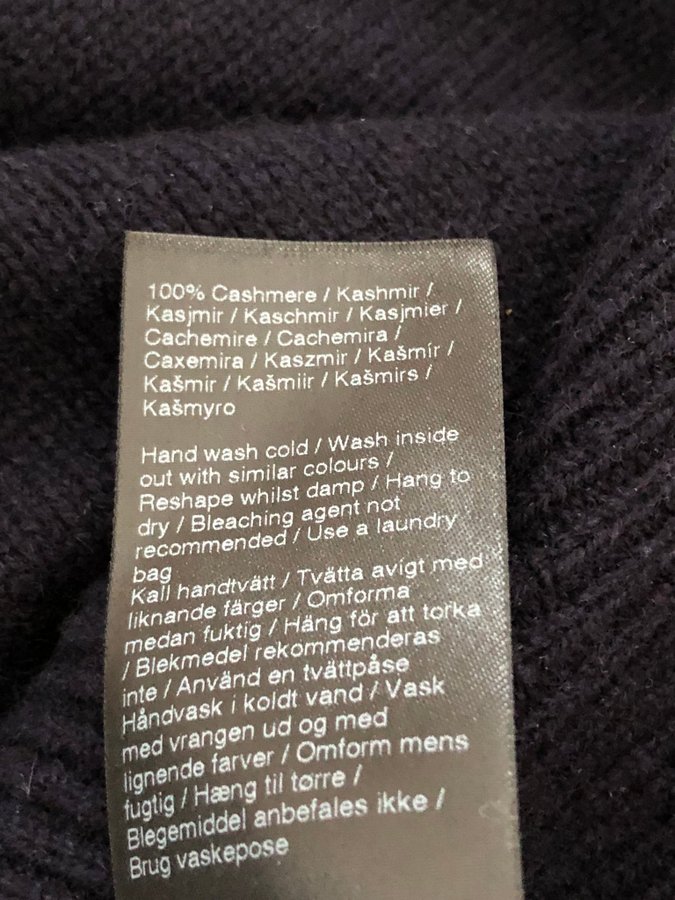 100% Cashmere / Kashmir /
Kasjmir / Kaschmir / Kasjmier /
Cachemire / Cachemira /
Caxemira / Kaszmir / Kašmír /
Kašmir / Kašmiir / Kašmirs /
Kašmyro
Hand wash cold / Wash inside
out with similar colours /
Reshape whilst damp / Hang to
dry / Bleaching agent not
recommended / Use a laundry
bag
Kall handtvätt / Tvätta avigt med
liknande färger / Omforma
medan fuktig / Häng för att torka
/ Blekmedel rekommenderas
inte / Använd en tvättpåse
Håndvask i koldt vand / Vask
med vrangen ud og med
lignende farver / Omform mens
fugtig / Hæng til tørre /
Blegemiddel anbefales ikke /
Brug vaskepose